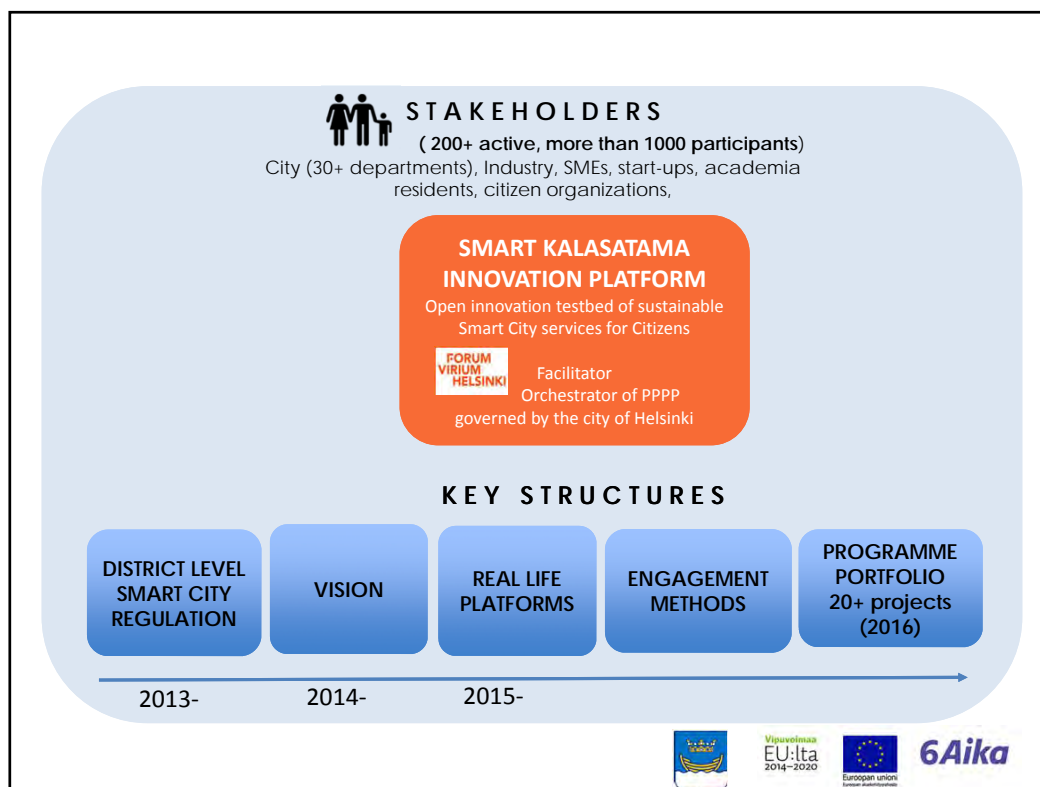 STAKEHOLDERS
( 200+ active, more than 1000 participants)
City (30+ departments), Industry, SMEs, start-ups, academia
residents, citizen organizations,
SMART KALASATAMA
INNOVATION PLATFORM
Open innovation testbed of sustainable
Smart City services for Citizens
FORUM
VIRIUM
HELSINKI
Facilitator
Orchestrator of PPPP
governed by the city of Helsinki
KEY STRUCTURES
DISTRICT LEVEL
SMART CITY
REGULATION
VISION
REAL LIFE
PLATFORMS
ENGAGEMENT
METHODS
PROGRAMME
PORTFOLIO
20+ projects
(2016)
2013-
2014-
2015-
Vipuvoimaa
EU:lta
2014–2020
Euroopan unioni
6Aika